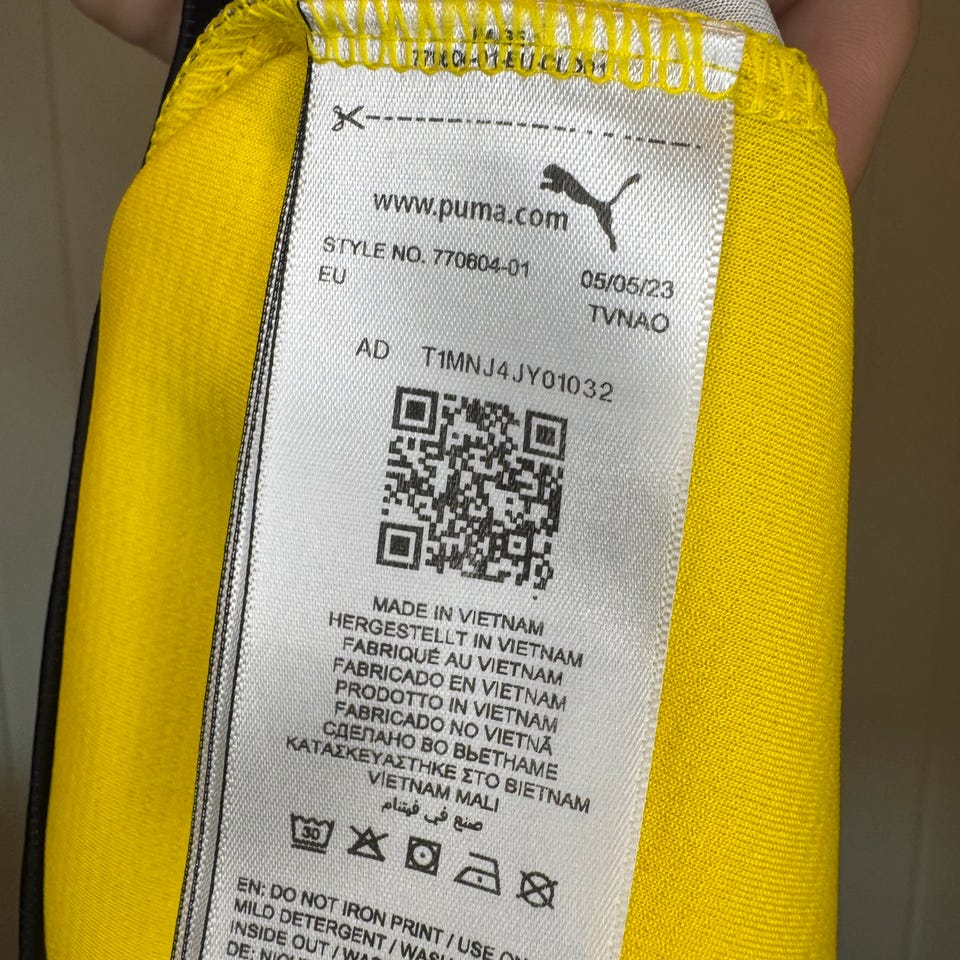 www.puma.com
STYLE NO. 770604-01 05/05/23
EU TVNAO
AD T1MNJ4JY01032
MADE IN VIETNAM
HERGESTELLT IN VIETNAM
FABRIQUÉ AU VIETNAM
FABRICADO EN VIETNAM
PRODOTTO IN VIETNAM
FABRICADO NO VIETNÃ
СДЕЛАНО ВО ВЬЕТНАМЕ
ΚΑΤΑΣΚΕΥΑΣΤΗΚΕ ΣΤΟ ΒΙΕΤΝΑΜ
VIETNAM MALI
صنع في فيتنام
30
EN: DO NOT IRON PRINT / USE
MILD DETERGENT / WASH
INSIDE OUT /
DE: